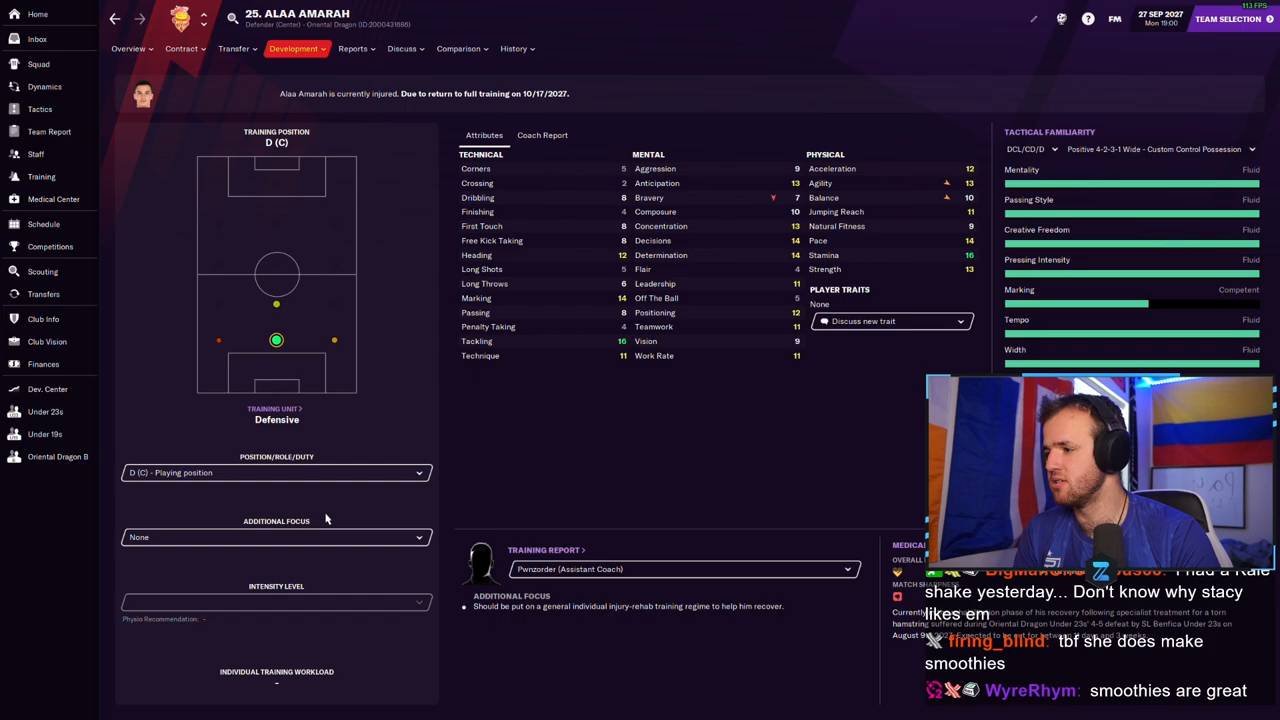 113 FPS
25. ALAA AMARAH
Defender (Center) - Oriental Dragon (ID:2000431686)
27 SEP 2027
Mon 19:00
FM
TEAM SELECTION
Home
Inbox
Squad
Dynamics
Tactics
Team Report
Staff
Training
Medical Center
Schedule
Competitions
Scouting
Transfers
Club Info
Club Vision
Finances
Dev. Center
Under 23s
Under 19s
Oriental Dragon B
Overview Contract Transfer Development Reports Discuss Comparison History
Alaa Amarah is currently injured. Due to return to full training on 10/17/2027.
TRAINING POSITION
D (C)
TRAINING UNIT >
Defensive
POSITION/ROLE/DUTY
D (C) - Playing position
ADDITIONAL FOCUS
None
INTENSITY LEVEL
Physio Recommendation: -
INDIVIDUAL TRAINING WORKLOAD
-
Attributes Coach Report
TECHNICAL
Corners 5
Crossing 2
Dribbling 8
Finishing 4
First Touch 8
Free Kick Taking 8
Heading 12
Long Shots 5
Long Throws 6
Marking 14
Passing 8
Penalty Taking 4
Tackling 16
Technique 11
MENTAL
Aggression 9
Anticipation 13
Bravery 7
Composure 10
Concentration 13
Decisions 14
Determination 14
Flair 4
Leadership 11
Off The Ball 5
Positioning 12
Teamwork 11
Vision 9
Work Rate 11
PHYSICAL
Acceleration 12
Agility 13
Balance 10
Jumping Reach 11
Natural Fitness 9
Pace 14
Stamina 16
Strength 13
PLAYER TRAITS
None
Discuss new trait
TACTICAL FAMILIARITY
DCL/CD/D Positive 4-2-3-1 Wide - Custom Control Possession
Mentality Fluid
Passing Style Fluid
Creative Freedom Fluid
Pressing Intensity Fluid
Marking Competent
Tempo Fluid
Width Fluid
TRAINING REPORT >
Pwnzorder (Assistant Coach)
ADDITIONAL FOCUS
Should be put on a general individual injury-rehab training regime to help him recover.
shake yesterday... Don't know why stacy
likes em
firing_blind: tbf she does make
smoothies
WyreRhym: smoothies are great